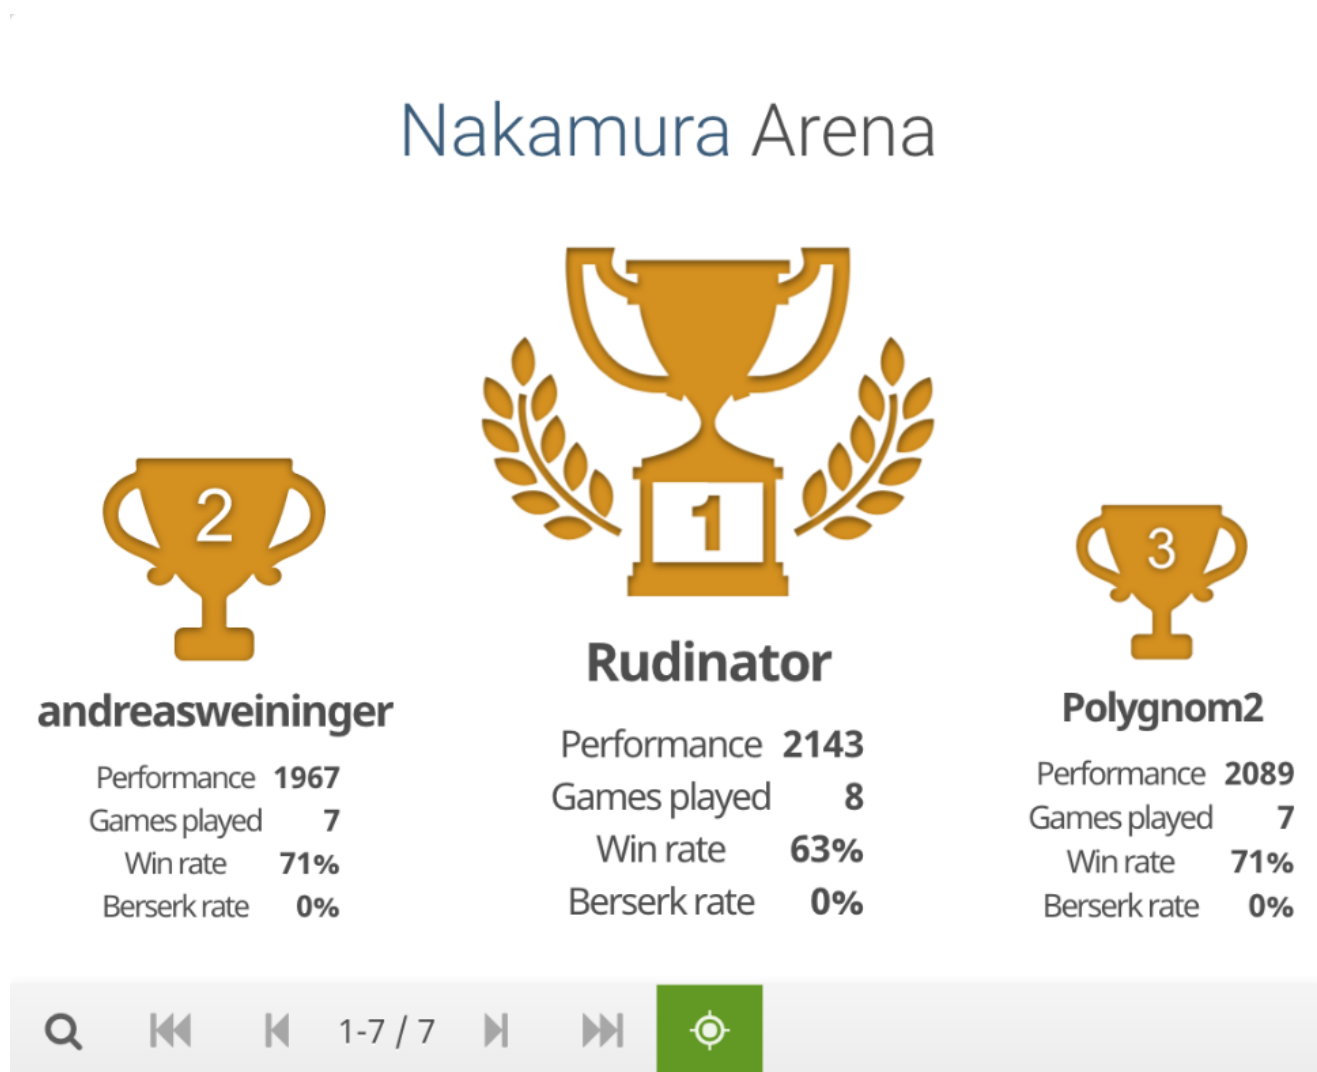 Nakamura Arena
2
1
3
andreasweininger
Performance 1967
Games played 7
Win rate 71%
Berserk rate 0%
Rudinator
Performance 2143
Games played 8
Win rate 63%
Berserk rate 0%
Polygnom2
Performance 2089
Games played 7
Win rate 71%
Berserk rate 0%
1-7 / 7